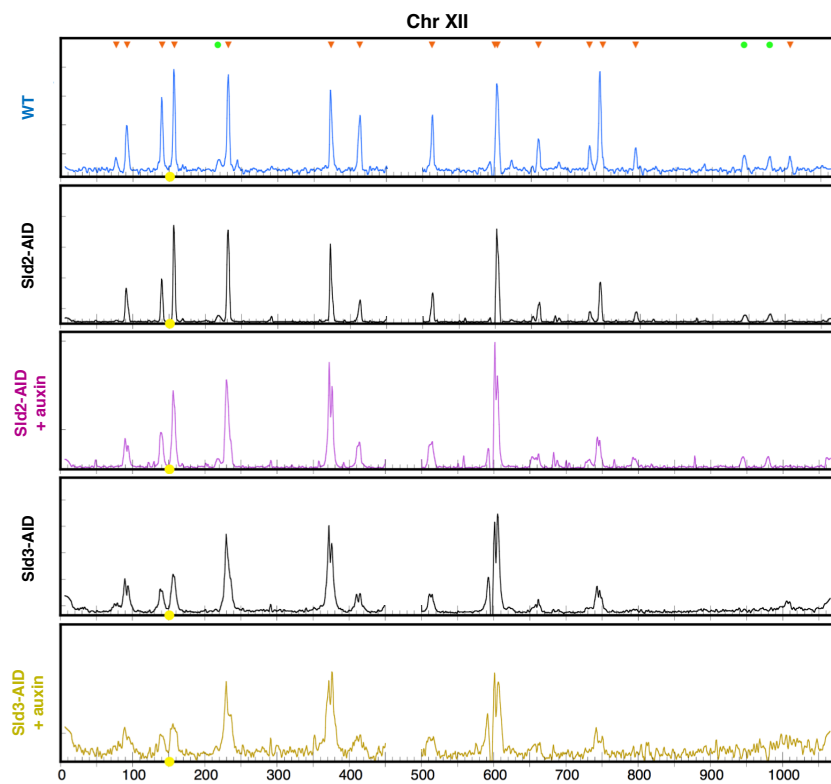 Chr XII
WT
Sld2-AID
Sld2-AID
+ auxin
Sld3-AID
Sld3-AID
+ auxin
0 100 200 300 400 500 600 700 800 900 1000